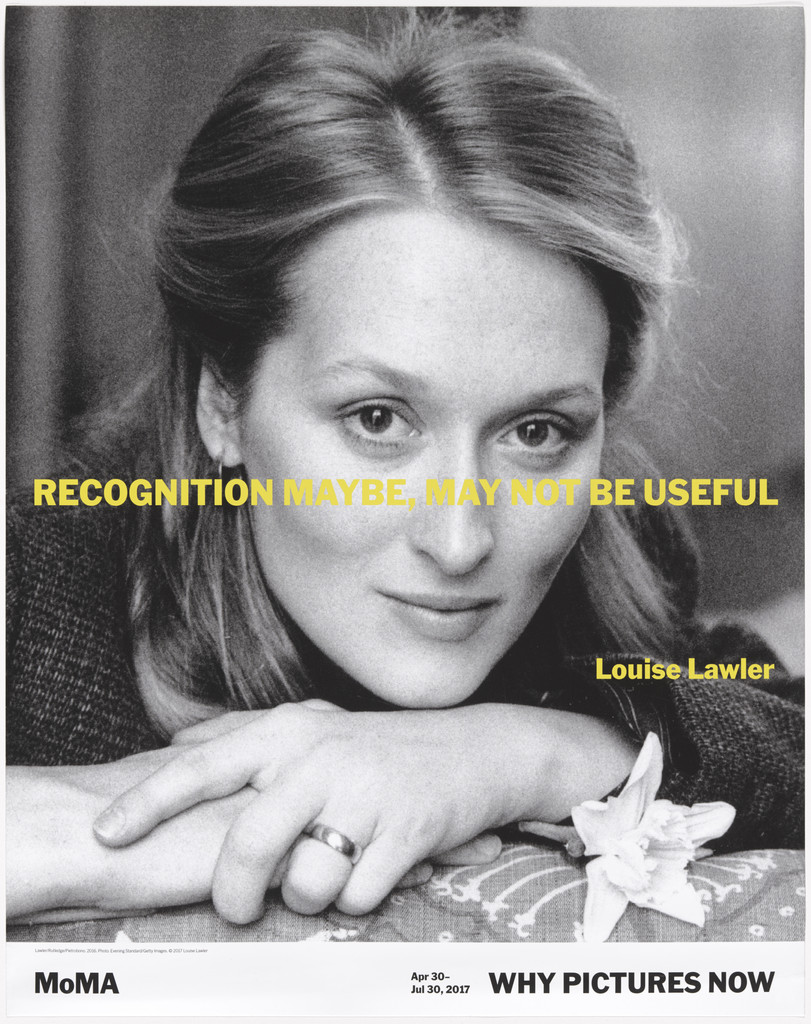 RECOGNITION MAYBE, MAY NOT BE USEFUL
Louise Lawler
MoMA
Apr 30–
Jul 30, 2017
WHY PICTURES NOW